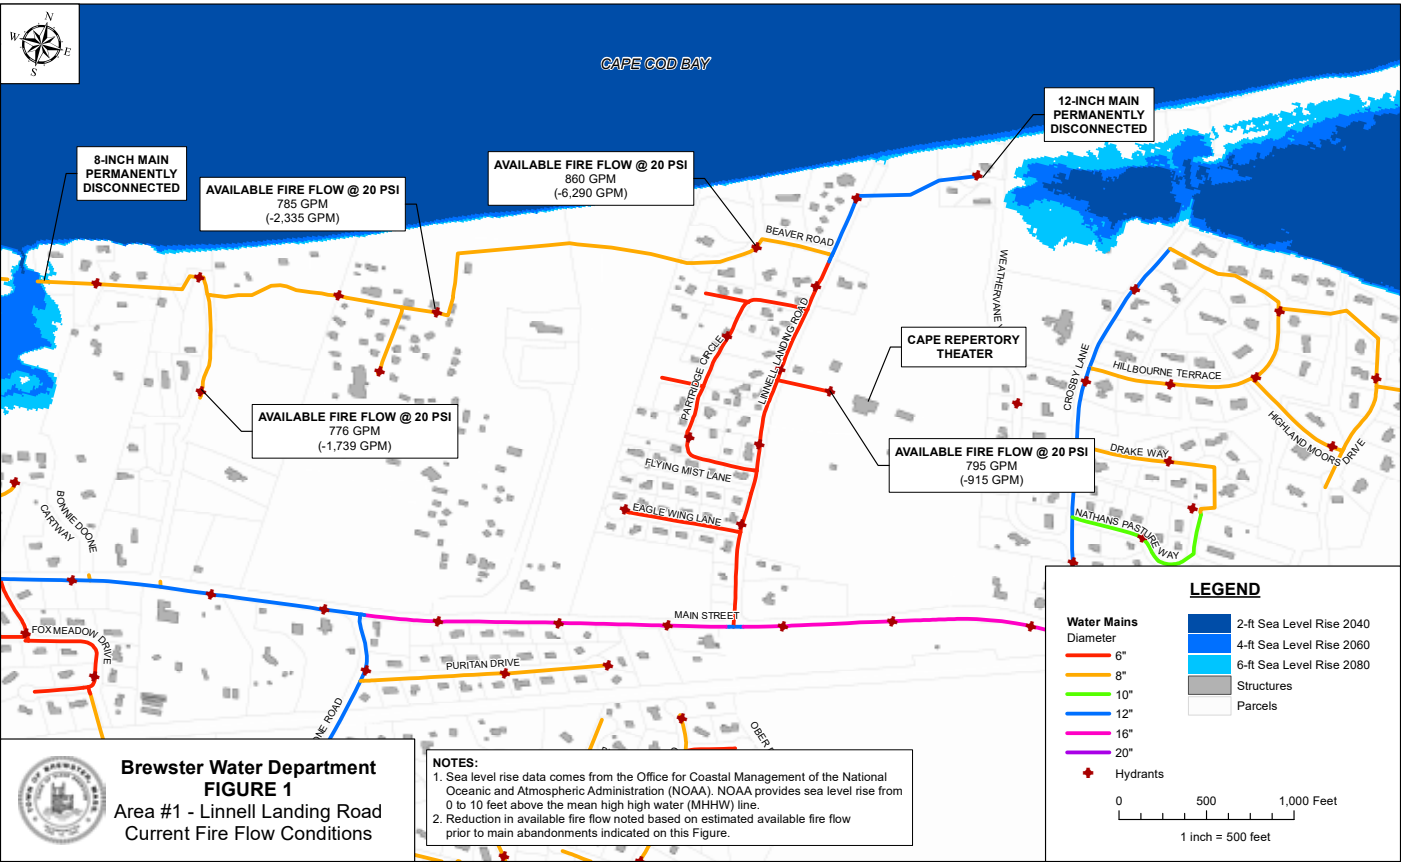 N
W
E
S
CAPE COD BAY
12-INCH MAIN
PERMANENTLY
DISCONNECTED
8-INCH MAIN
PERMANENTLY
DISCONNECTED
AVAILABLE FIRE FLOW @ 20 PSI
785 GPM
(-2,335 GPM)
AVAILABLE FIRE FLOW @ 20 PSI
860 GPM
(-6,290 GPM)
BEAVER ROAD
WEATHERVANE
LINNELL LANDING ROAD
PARTRIDGE CIRCLE
CAPE REPERTORY
THEATER
CROSBY LANE
HILLBOURNE TERRACE
HIGHLAND MOORS DRIVE
AVAILABLE FIRE FLOW @ 20 PSI
776 GPM
(-1,739 GPM)
AVAILABLE FIRE FLOW @ 20 PSI
795 GPM
(-915 GPM)
DRAKE WAY
FLYING MIST LANE
EAGLE WING LANE
NATHANS PASTURE WAY
BONNIE DOONE
CARTWAY
MAIN STREET
FOX MEADOW DRIVE
PURITAN DRIVE
NE ROAD
OBER
LEGEND
Water Mains
Diameter
6"
8"
10"
12"
16"
20"
Hydrants
2-ft Sea Level Rise 2040
4-ft Sea Level Rise 2060
6-ft Sea Level Rise 2080
Structures
Parcels
0 500 1,000 Feet
1 inch = 500 feet
TOWN OF BREWSTER, MASS.
Brewster Water Department
FIGURE 1
Area #1 - Linnell Landing Road
Current Fire Flow Conditions
NOTES:
1. Sea level rise data comes from the Office for Coastal Management of the National
Oceanic and Atmospheric Administration (NOAA). NOAA provides sea level rise from
0 to 10 feet above the mean high high water (MHHW) line.
2. Reduction in available fire flow noted based on estimated available fire flow
prior to main abandonments indicated on this Figure.